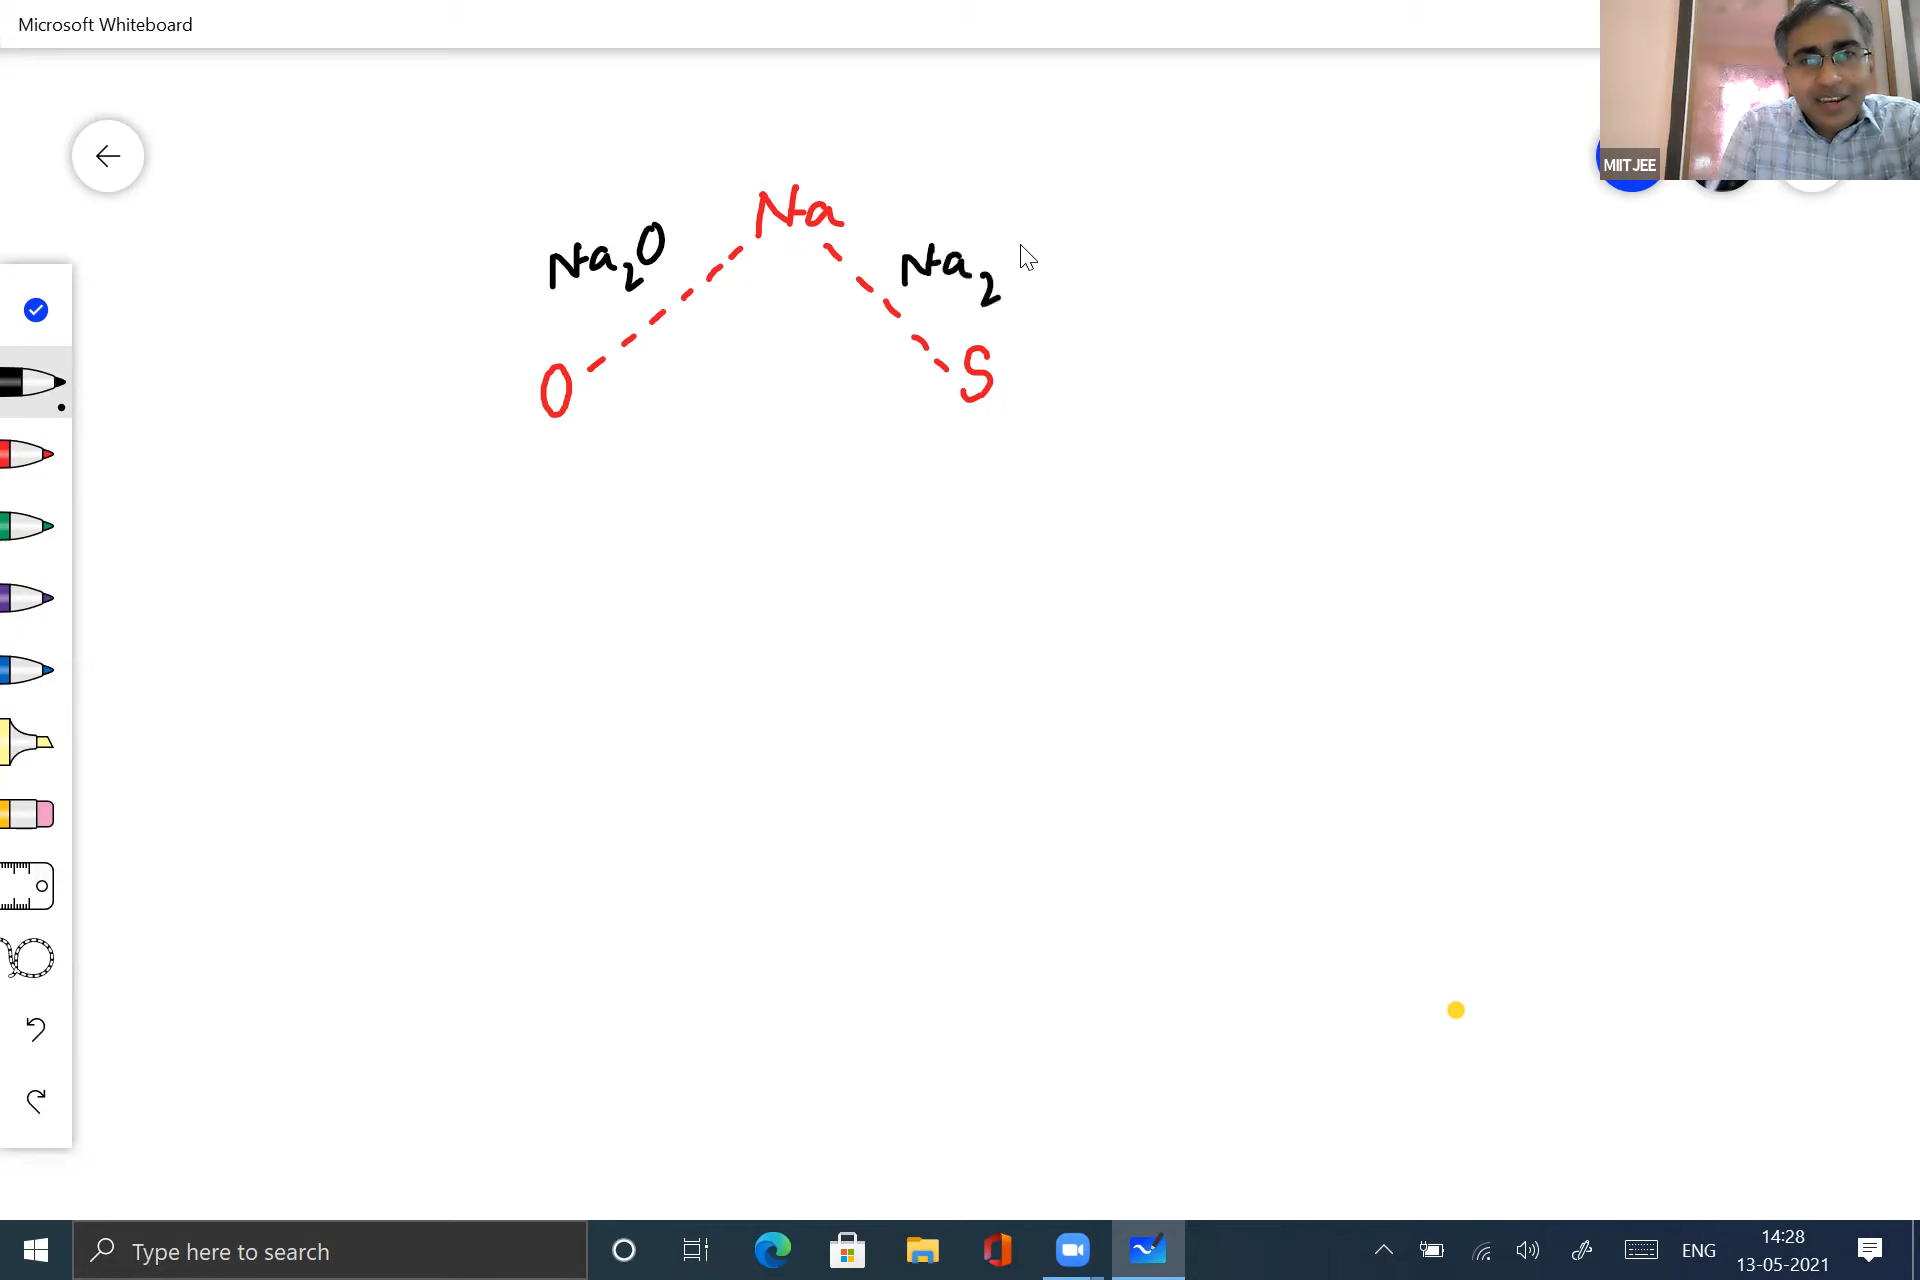 Microsoft Whiteboard
MIIT JEE
Na
Na₂O
Na₂
O
S
Type here to search
ENG
14:28
13-05-2021